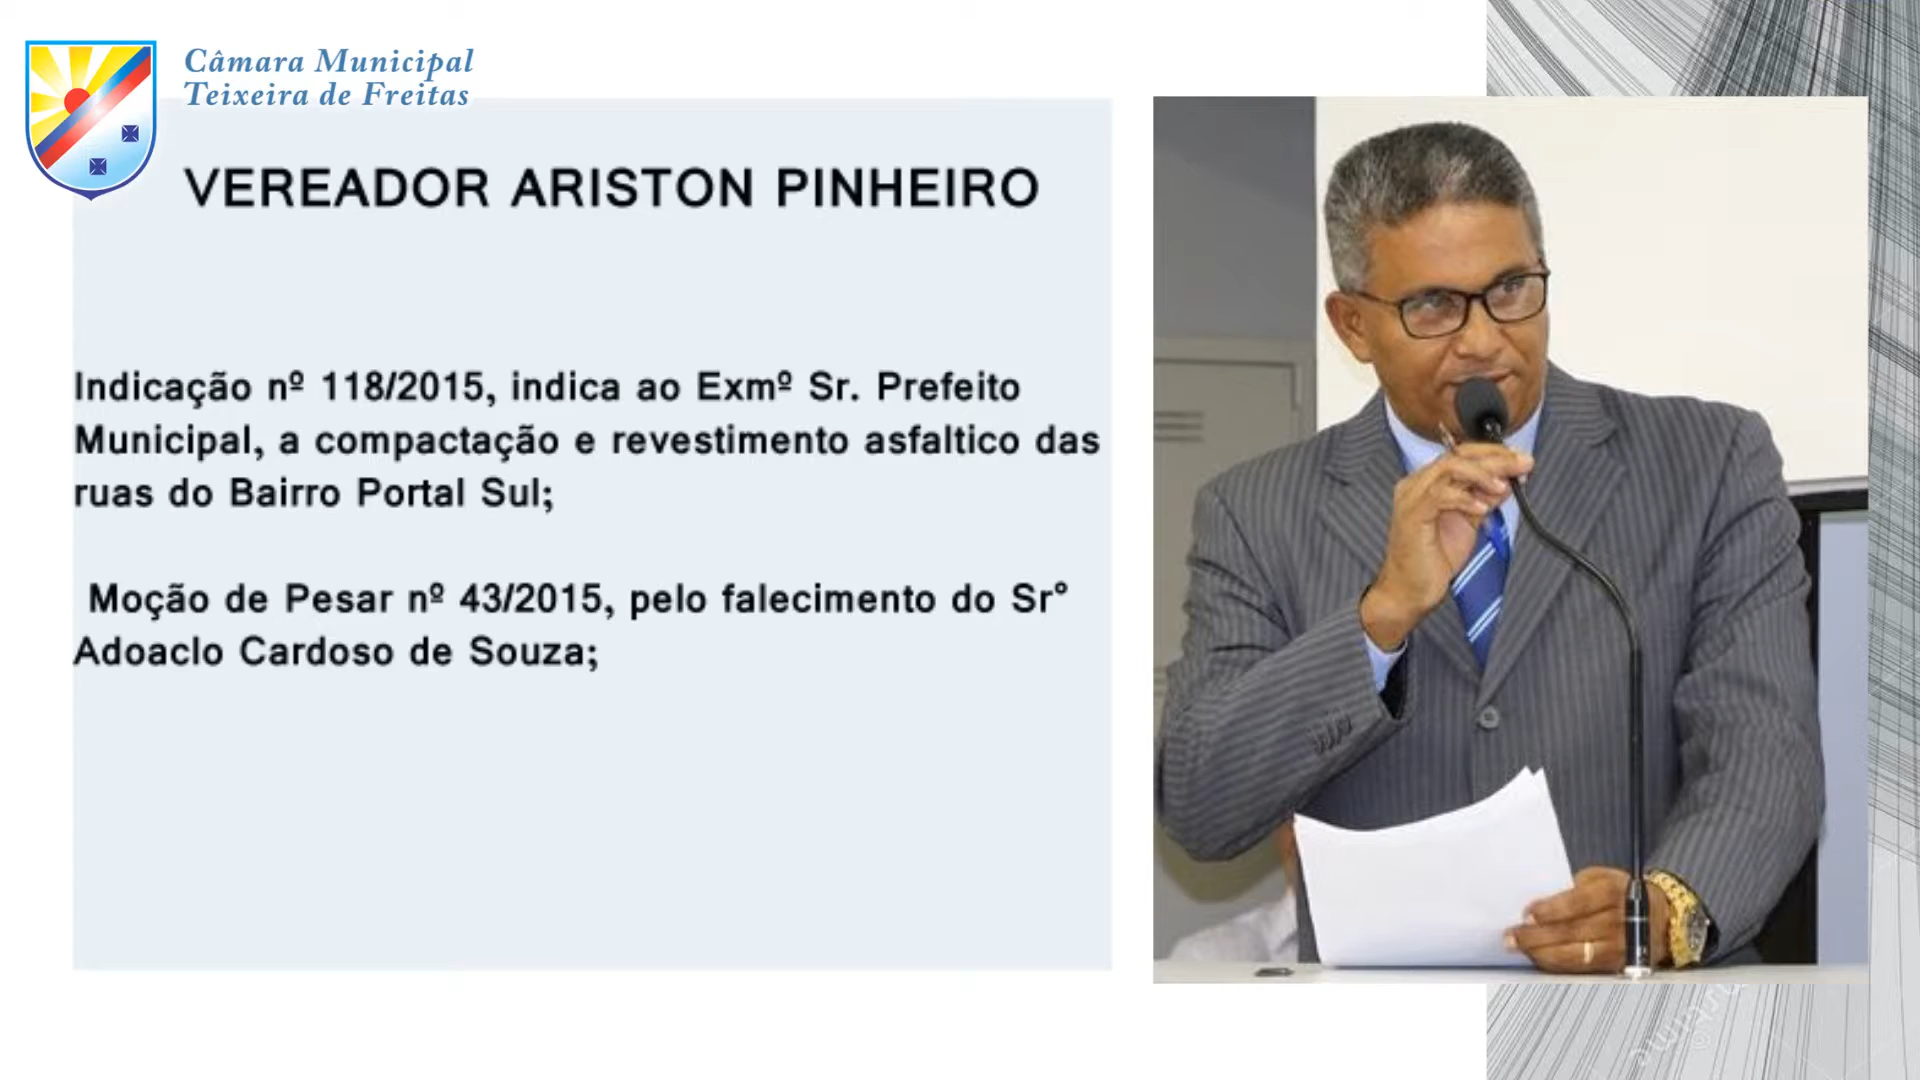 Câmara Municipal
Teixeira de Freitas
VEREADOR ARISTON PINHEIRO
Indicação nº 118/2015, indica ao Exmº Sr. Prefeito
Municipal, a compactação e revestimento asfaltico das
ruas do Bairro Portal Sul;
Moção de Pesar nº 43/2015, pelo falecimento do Sr°
Adoaclo Cardoso de Souza;